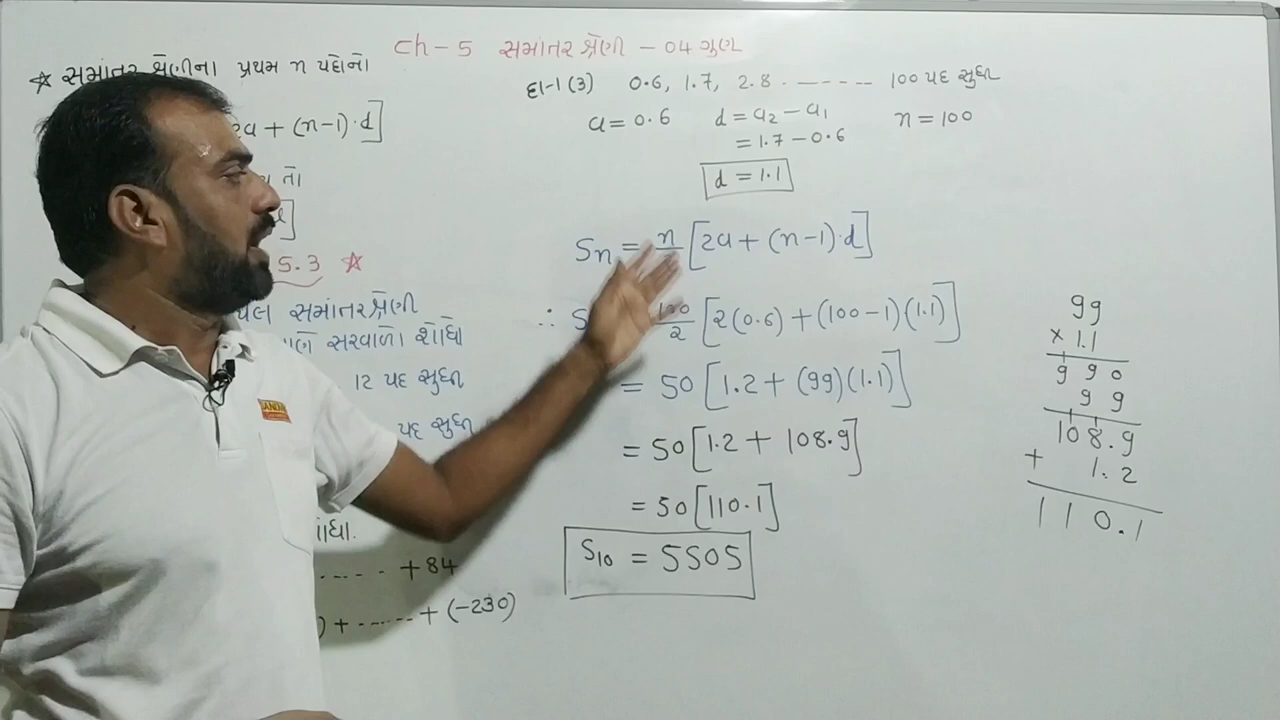 Ch-5 સમાંતર શ્રેણી - 04 ગુણ
☆ સમાંતર શ્રેણીના પ્રથમ n પદોનો
2a + (n-1)·d]
તો
]
5.3 ☆
સમાંતર શ્રેણી
સરવાળો શોધો
12 પદ સુધી
પદ સુધી
..... +84
) + ...... + (-230)
દા-1 (3) 0.6, 1.7, 2.8 . ----- 100 પદ સુધી
a = 0.6 d = a₂ - a₁ n = 100
= 1.7 - 0.6
d = 1.1
Sn = n [2a + (n-1)·d]
∴ S 100/2 [2(0.6) + (100-1)(1.1)]
= 50 [1.2 + (99)(1.1)]
= 50 [1.2 + 108.9]
= 50 [110.1]
S₁₀ = 5505
99
× 1.1
990
99
108.9
+ 1.2
110.1